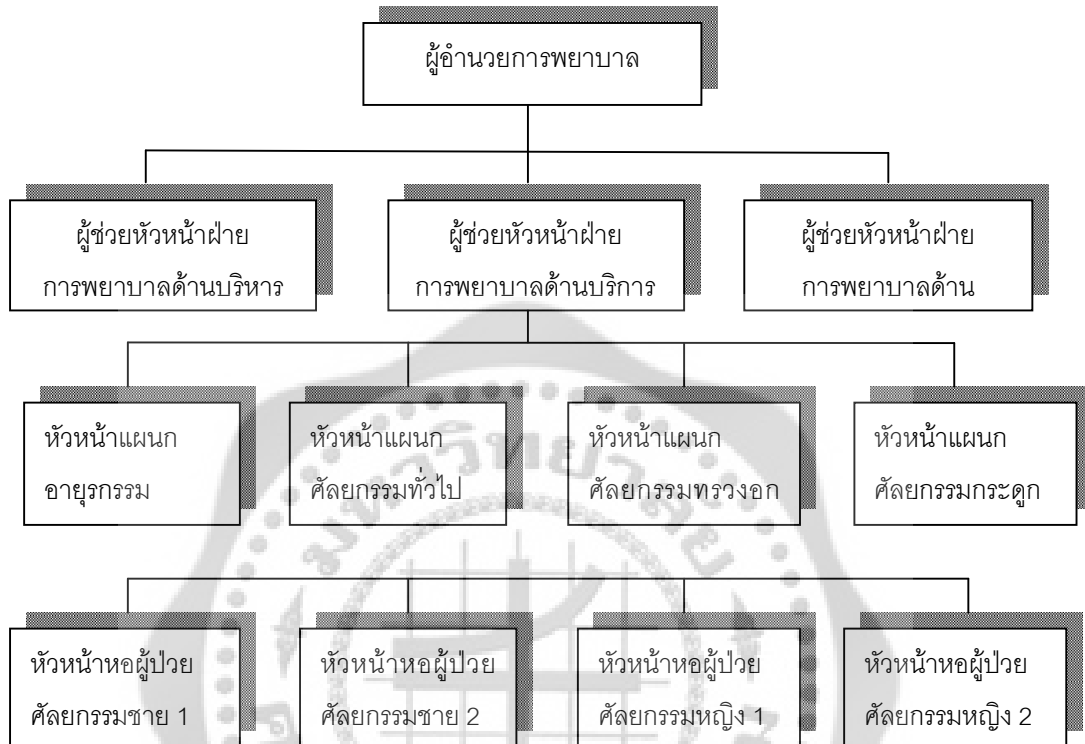 ผู้อำนวยการพยาบาล
ผู้ช่วยหัวหน้าฝ่าย
การพยาบาลด้านบริหาร
ผู้ช่วยหัวหน้าฝ่าย
การพยาบาลด้านบริการ
ผู้ช่วยหัวหน้าฝ่าย
การพยาบาลด้าน
หัวหน้าแผนก
อายุรกรรม
หัวหน้าแผนก
ศัลยกรรมทั่วไป
หัวหน้าแผนก
ศัลยกรรมทรวงอก
หัวหน้าแผนก
ศัลยกรรมกระดูก
หัวหน้าหอผู้ป่วย
ศัลยกรรมชาย 1
หัวหน้าหอผู้ป่วย
ศัลยกรรมชาย 2
หัวหน้าหอผู้ป่วย
ศัลยกรรมหญิง 1
หัวหน้าหอผู้ป่วย
ศัลยกรรมหญิง 2